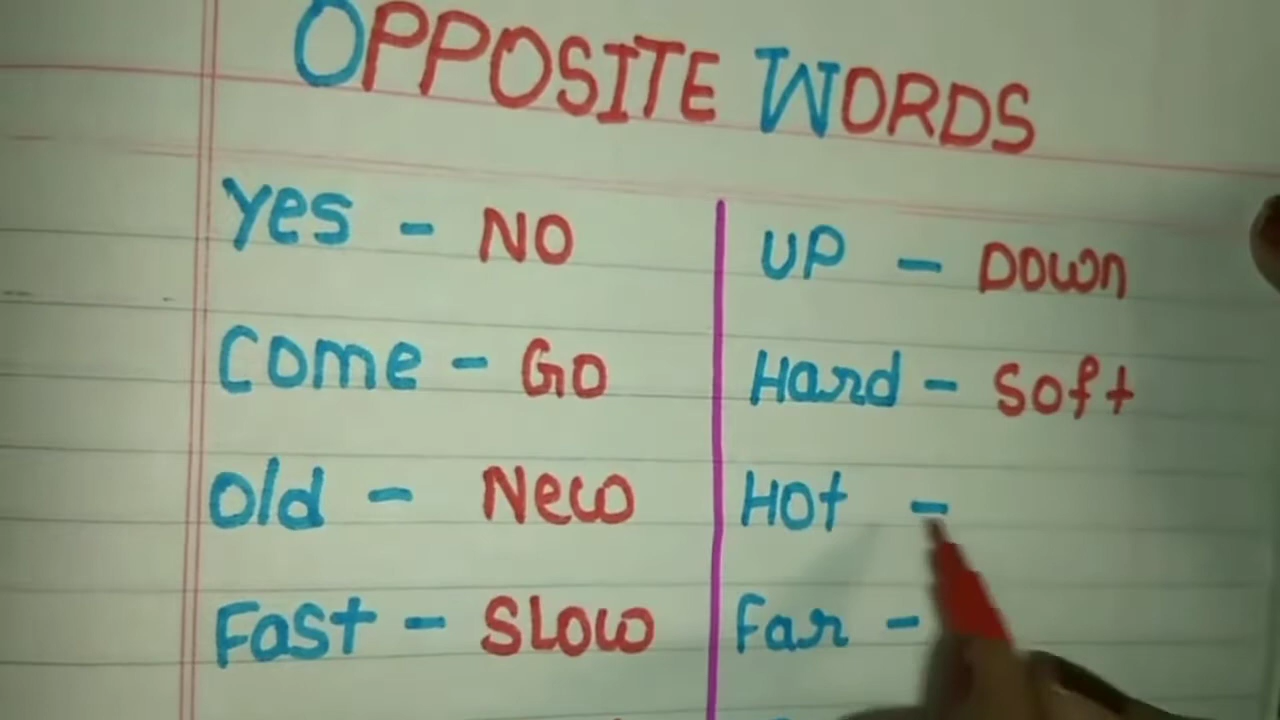 OPPOSITE WORDS
Yes - NO
Come - Go
Old - New
Fast - Slow
UP - Down
Hard - Soft
Hot -
Far -